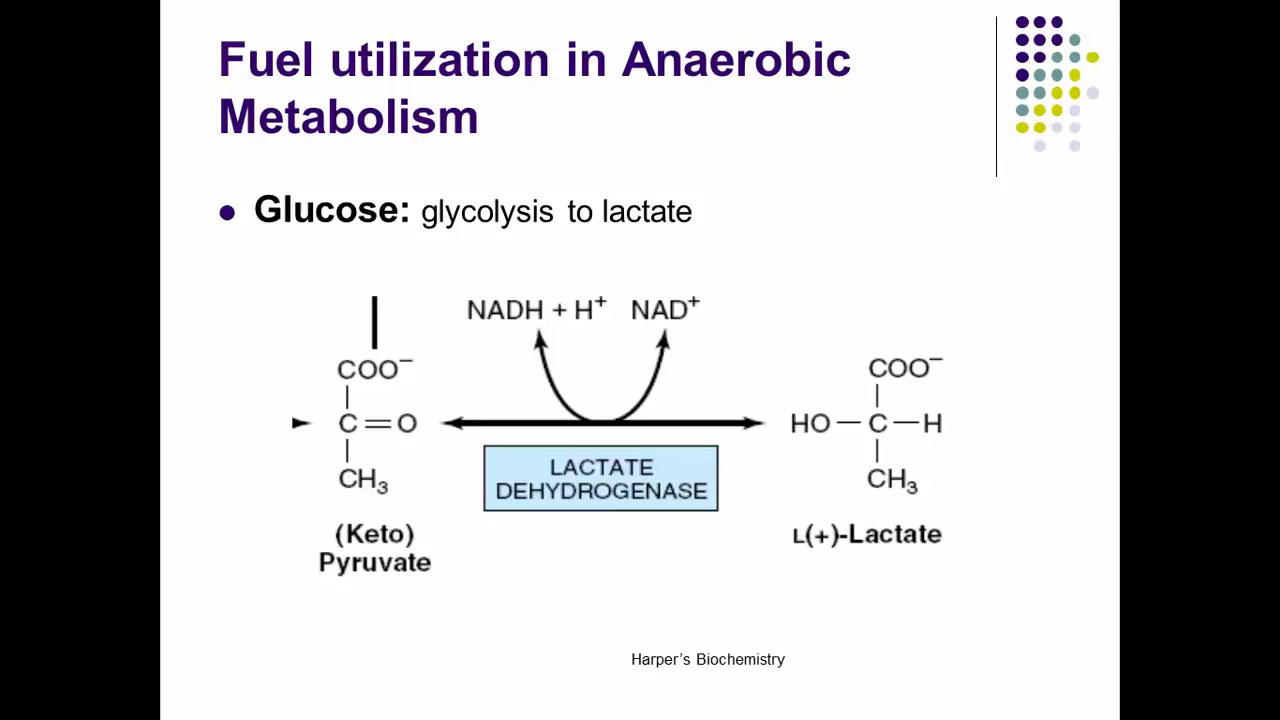 Fuel utilization in Anaerobic
Metabolism
Glucose: glycolysis to lactate
NADH + H⁺ NAD⁺
COO⁻
C=O
CH₃
(Keto)
Pyruvate
LACTATE
DEHYDROGENASE
COO⁻
HO—C—H
CH₃
L(+)-Lactate
Harper's Biochemistry